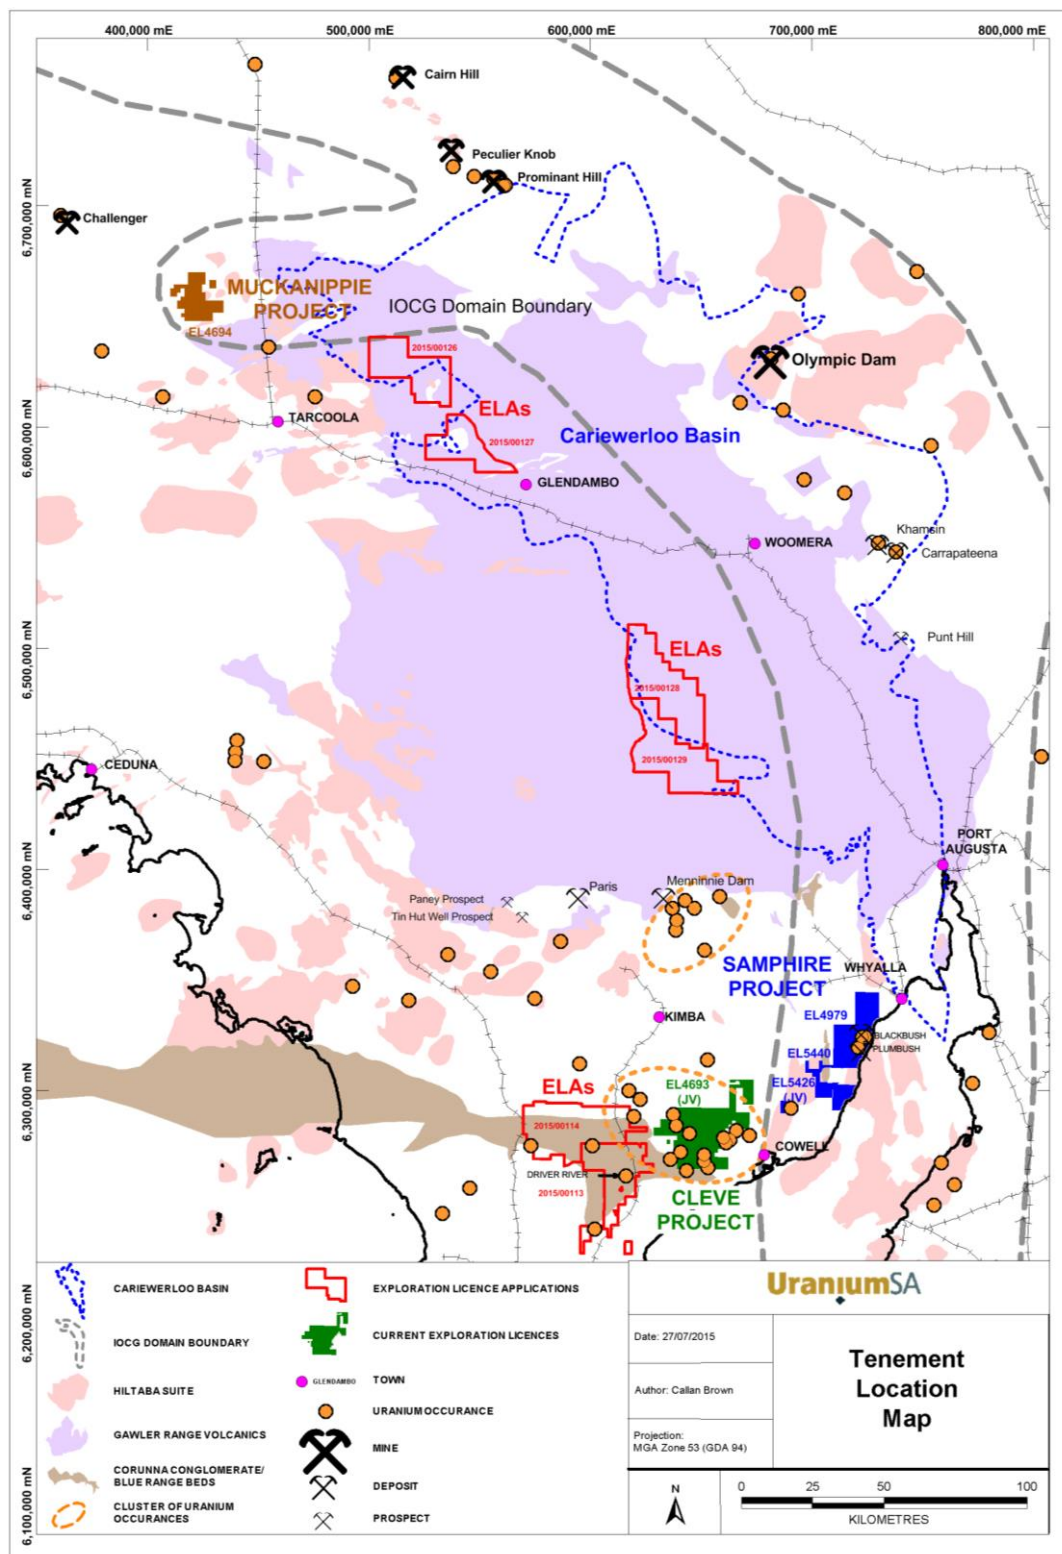 400,000 mE
500,000 mE
600,000 mE
700,000 mE
800,000 mE
6,700,000 mN
6,600,000 mN
6,500,000 mN
6,400,000 mN
6,300,000 mN
6,200,000 mN
6,100,000 mN
Cairn Hill
Peculier Knob
Prominant Hill
Challenger
MUCKANIPPIE
PROJECT
EL4694
IOCG Domain Boundary
2015/00126
Olympic Dam
ELAs
TARCOOLA
Cariewerloo Basin
2015/00127
GLENDAMBO
Khamsin
WOOMERA
Carrapateena
Punt Hill
ELAs
2015/00128
2015/00129
CEDUNA
PORT
AUGUSTA
Paris
Menninnie Dam
Paney Prospect
Tin Hut Well Prospect
SAMPHIRE
PROJECT
WHYALLA
EL4979
KIMBA
BLACKBUSH
PLUMBUSH
EL5440
EL5426
(JV)
ELAs
EL4693
(JV)
2015/00114
COWELL
DRIVER RIVER
2015/00113
CLEVE
PROJECT
CARIEWERLOO BASIN
IOCG DOMAIN BOUNDARY
HILTABA SUITE
GAWLER RANGE VOLCANICS
CORUNNA CONGLOMERATE/
BLUE RANGE BEDS
CLUSTER OF URANIUM
OCCURANCES
EXPLORATION LICENCE APPLICATIONS
CURRENT EXPLORATION LICENCES
GLENDAMBO
TOWN
URANIUM OCCURANCE
MINE
DEPOSIT
PROSPECT
UraniumSA
Date: 27/07/2015
Author: Callan Brown
Projection:
MGA Zone 53 (GDA 94)
Tenement
Location
Map
N
0 25 50 75 100
KILOMETRES